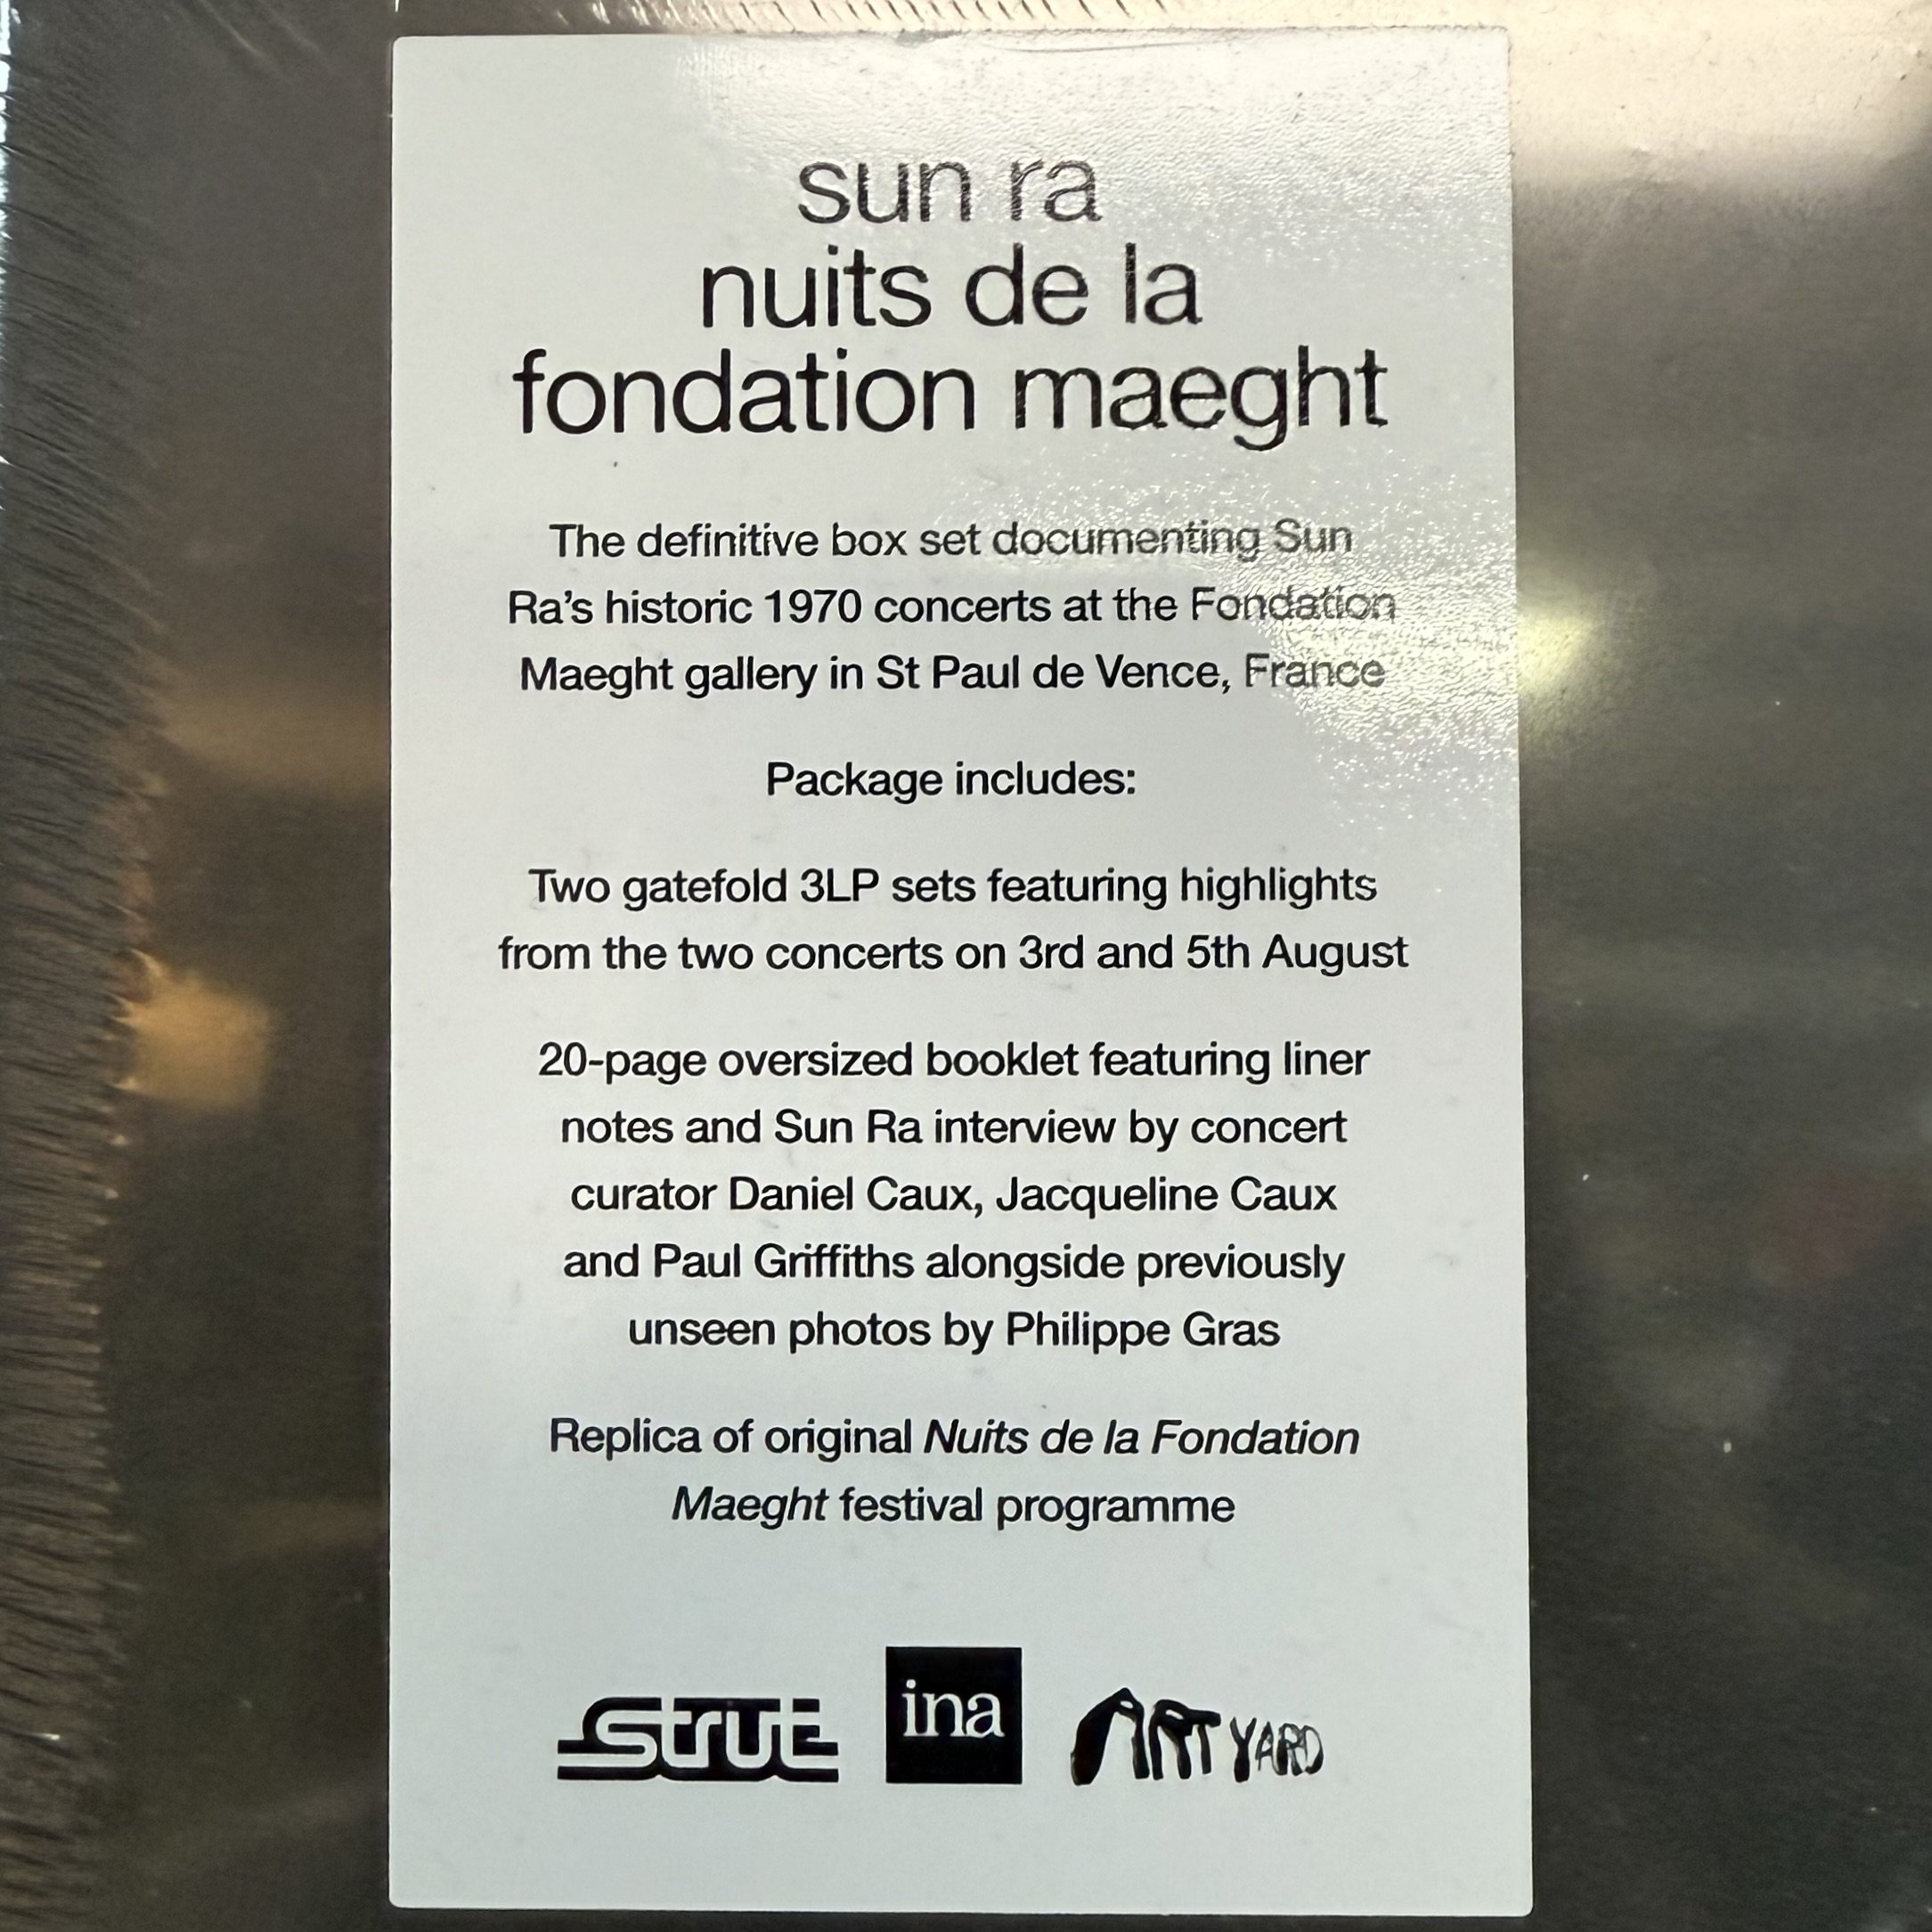 sun ra
nuits de la
fondation maeght
The definitive box set documenting Sun
Ra’s historic 1970 concerts at the Fondation
Maeght gallery in St Paul de Vence, France
Package includes:
Two gatefold 3LP sets featuring highlights
from the two concerts on 3rd and 5th August
20-page oversized booklet featuring liner
notes and Sun Ra interview by concert
curator Daniel Caux, Jacqueline Caux
and Paul Griffiths alongside previously
unseen photos by Philippe Gras
Replica of original Nuits de la Fondation
Maeght festival programme
Strut ina ART YARD